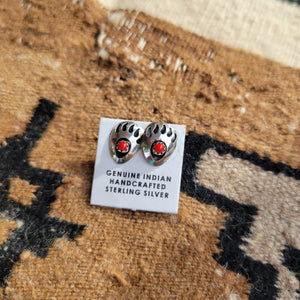 GENUINE INDIAN
HANDCRAFTED
STERLING SILVER